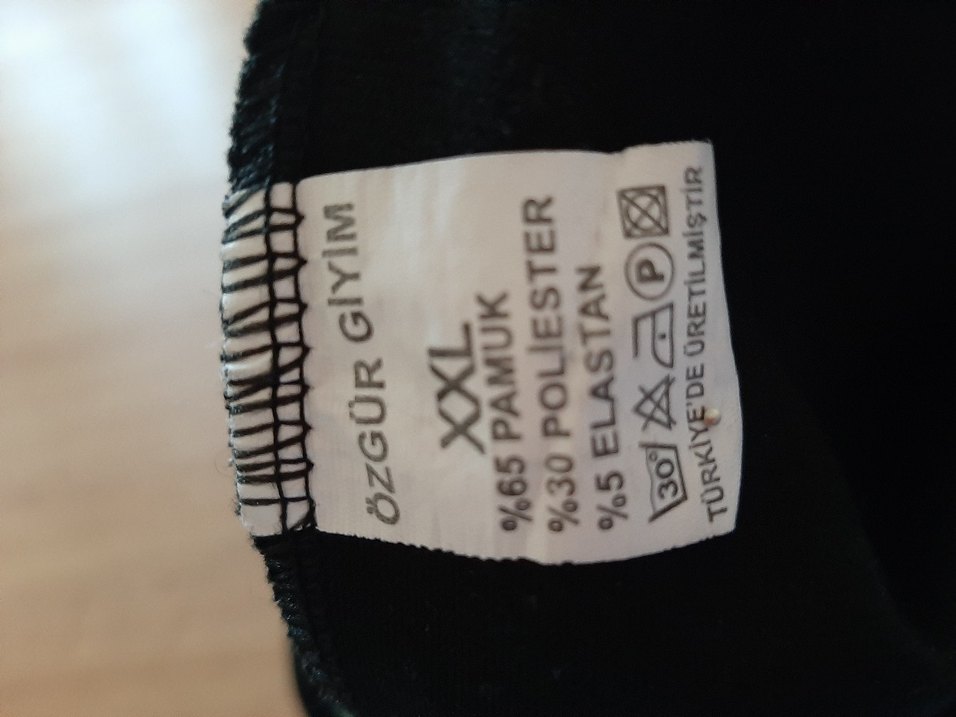 ÖZGÜR GİYİM
XXL
%65 PAMUK
%30 POLİESTER
%5 ELASTAN
30° P
TÜRKİYE'DE ÜRETİLMİŞTİR